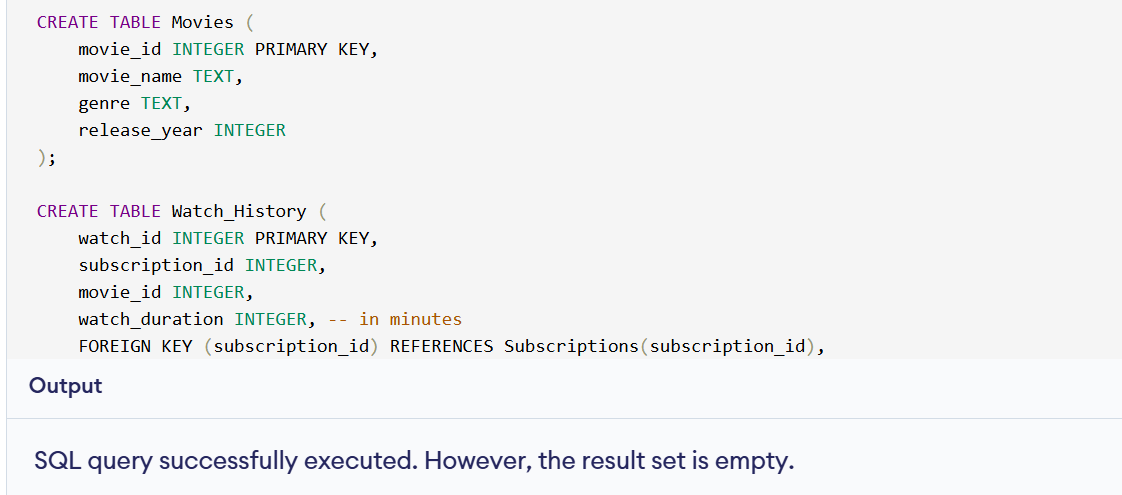 CREATE TABLE Movies (
    movie_id INTEGER PRIMARY KEY,
    movie_name TEXT,
    genre TEXT,
    release_year INTEGER
);

CREATE TABLE Watch_History (
    watch_id INTEGER PRIMARY KEY,
    subscription_id INTEGER,
    movie_id INTEGER,
    watch_duration INTEGER, -- in minutes
    FOREIGN KEY (subscription_id) REFERENCES Subscriptions(subscription_id),
Output
SQL query successfully executed. However, the result set is empty.